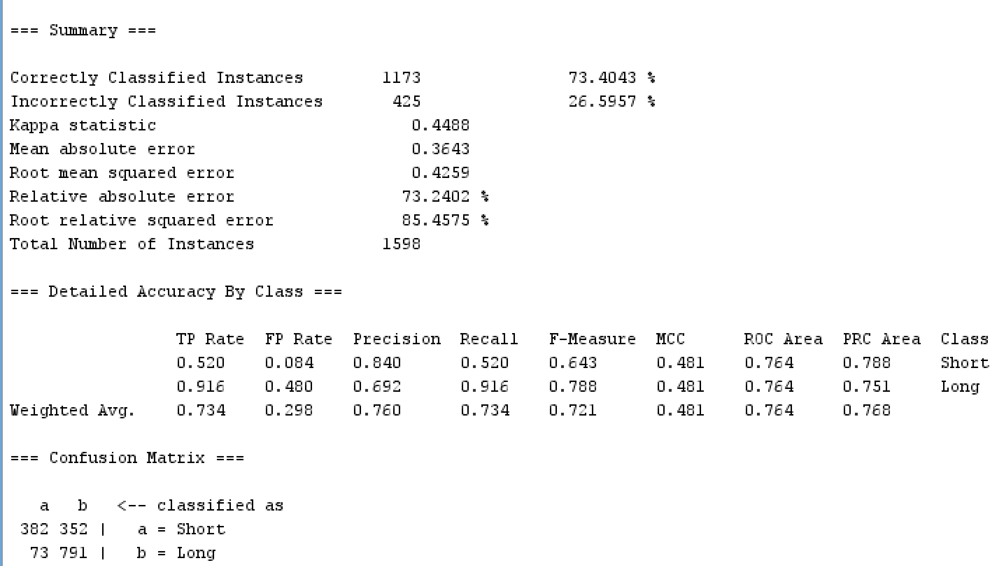 === Summary ===
Correctly Classified Instances 1173 73.4043 %
Incorrectly Classified Instances 425 26.5957 %
Kappa statistic 0.4488
Mean absolute error 0.3643
Root mean squared error 0.4259
Relative absolute error 73.2402 %
Root relative squared error 85.4575 %
Total Number of Instances 1598
=== Detailed Accuracy By Class ===
TP Rate FP Rate Precision Recall F-Measure MCC ROC Area PRC Area Class
0.520 0.084 0.840 0.520 0.643 0.481 0.764 0.788 Short
0.916 0.480 0.692 0.916 0.788 0.481 0.764 0.751 Long
Weighted Avg. 0.734 0.298 0.760 0.734 0.721 0.481 0.764 0.768
=== Confusion Matrix ===
a b <-- classified as
382 352 | a = Short
73 791 | b = Long